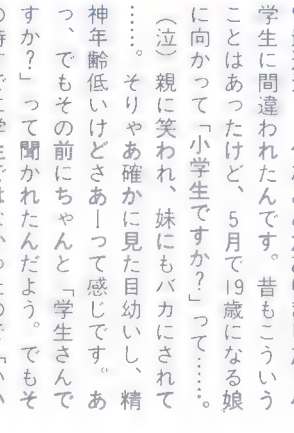 学生に間違われたんです。昔もこういう
ことはあったけど、5月で19歳になる娘
に向かって「小学生ですか?」って……。
(泣)親に笑われ、妹にもバカにされて
……。そりゃあ確かに見た目幼いし、精
神年齢低いけどさあーって感じです。あ
っ、でもその前にちゃんと「学生さんで
すか?」って聞かれたんだよう。でもそ